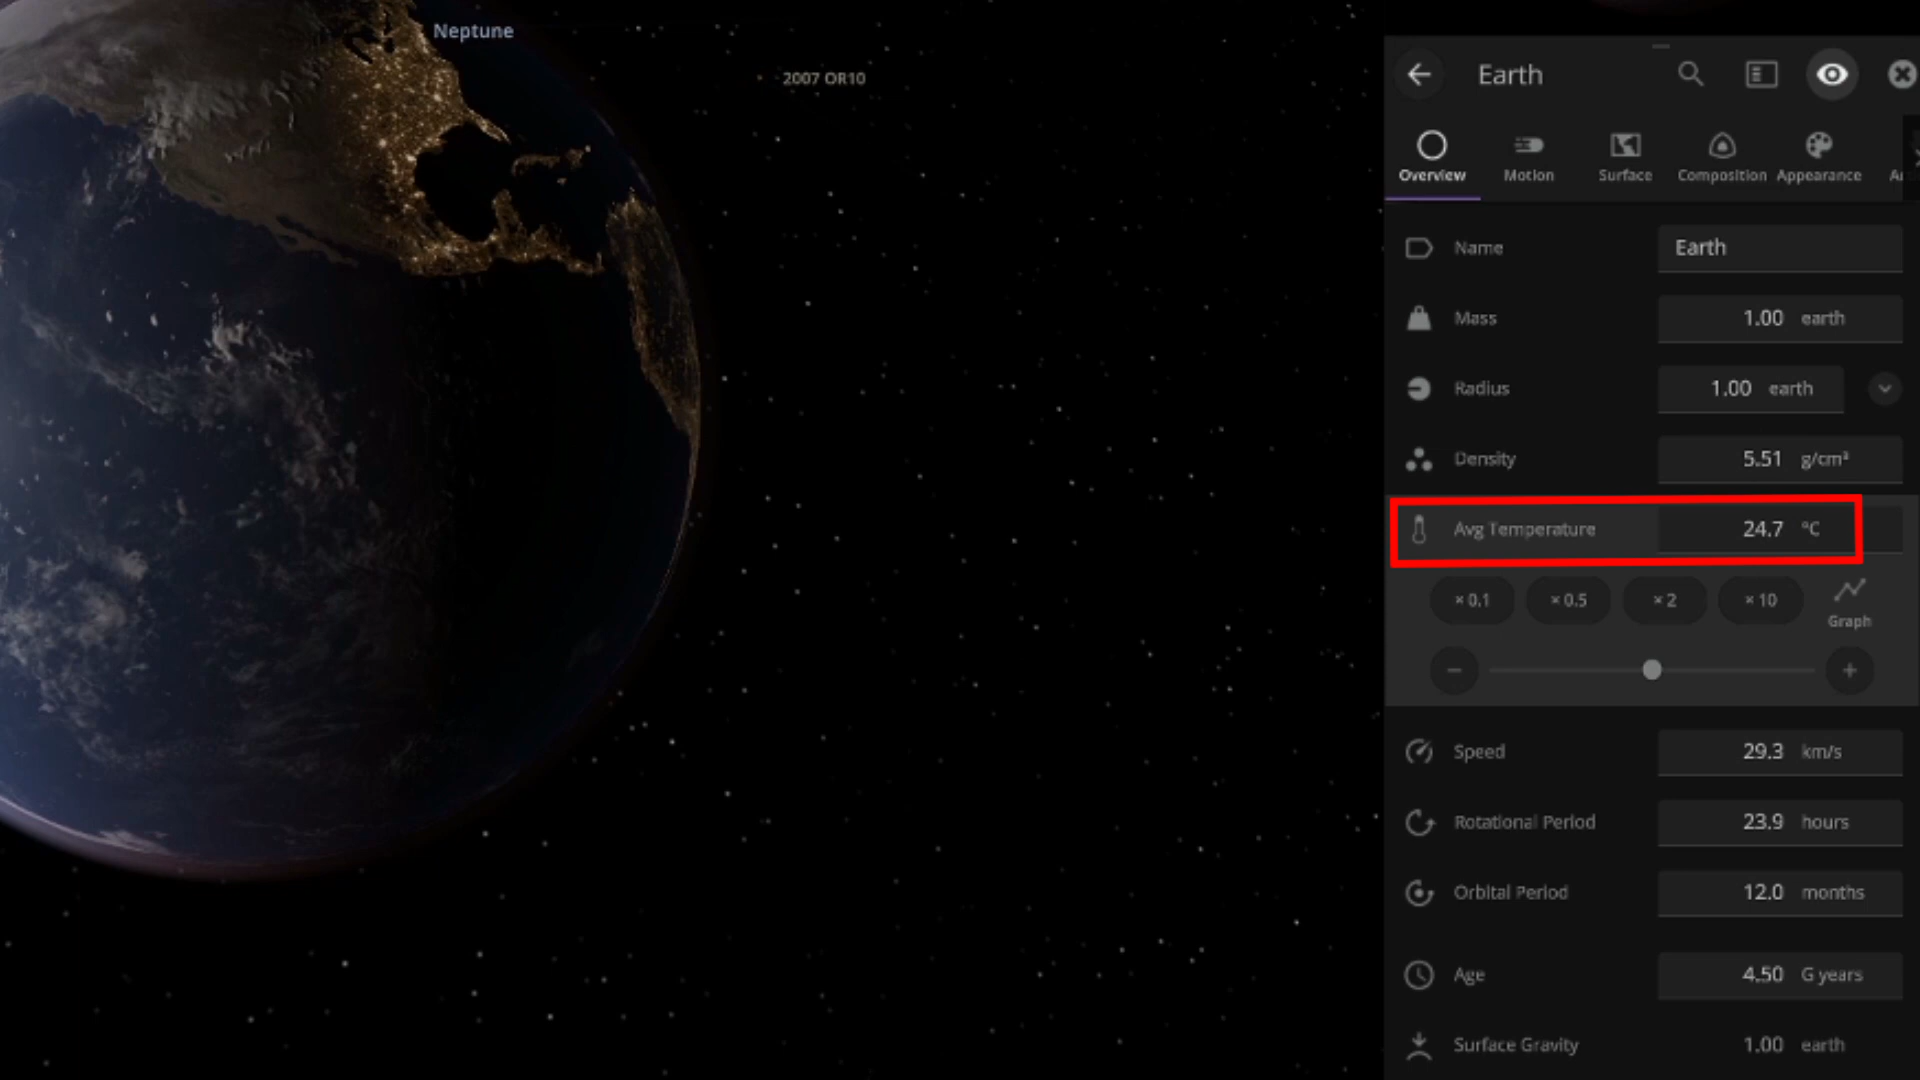 Neptune
2007 OR10
Earth
Overview Motion Surface Composition Appearance
Name Earth
Mass 1.00 earth
Radius 1.00 earth
Density 5.51 g/cm³
Avg Temperature 24.7 °C
× 0.1 × 0.5 × 2 × 10 Graph
Speed 29.3 km/s
Rotational Period 23.9 hours
Orbital Period 12.0 months
Age 4.50 G years
Surface Gravity 1.00 earth